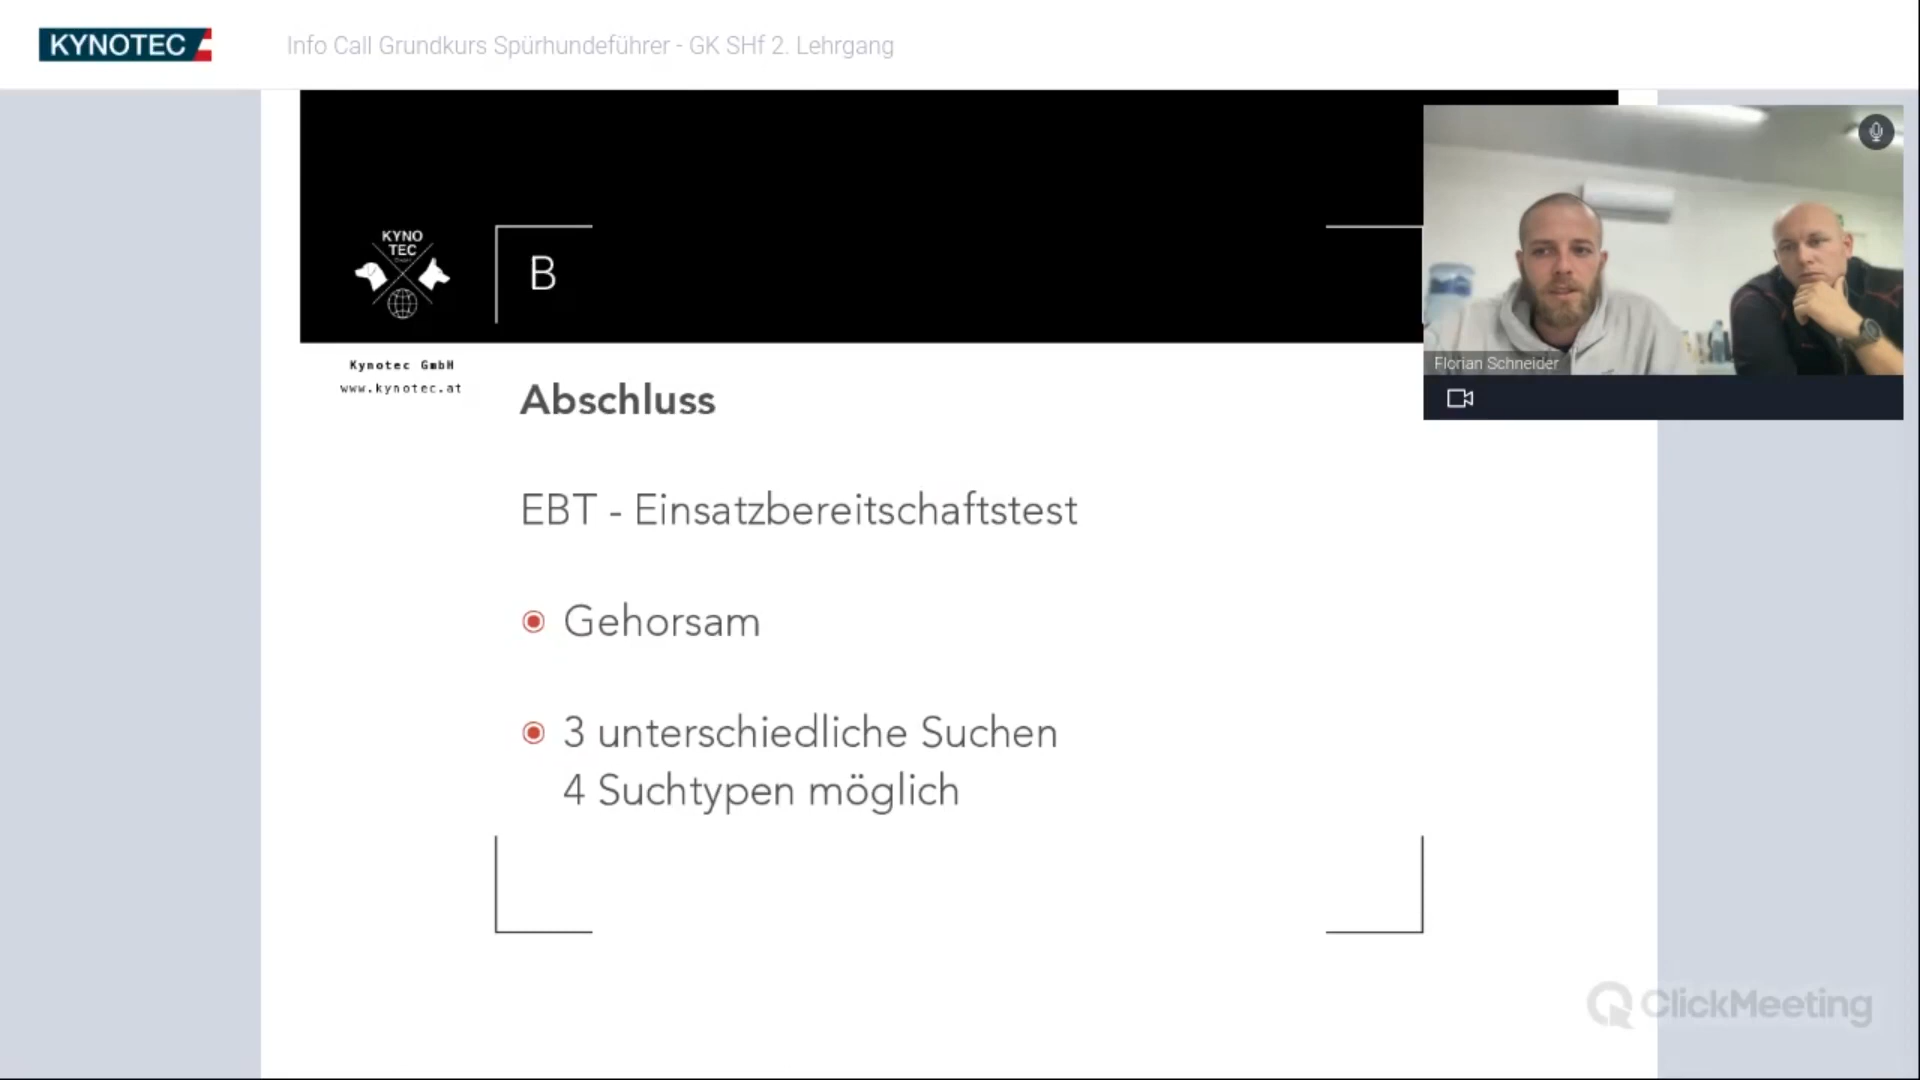 KYNOTEC
Info Call Grundkurs Spürhundeführer - GK SHf 2. Lehrgang
KYNO
TEC
B
Florian Schneider
Kynotec GmbH
www.kynotec.at
Abschluss
EBT - Einsatzbereitschaftstest
Gehorsam
3 unterschiedliche Suchen
4 Suchtypen möglich
ClickMeeting